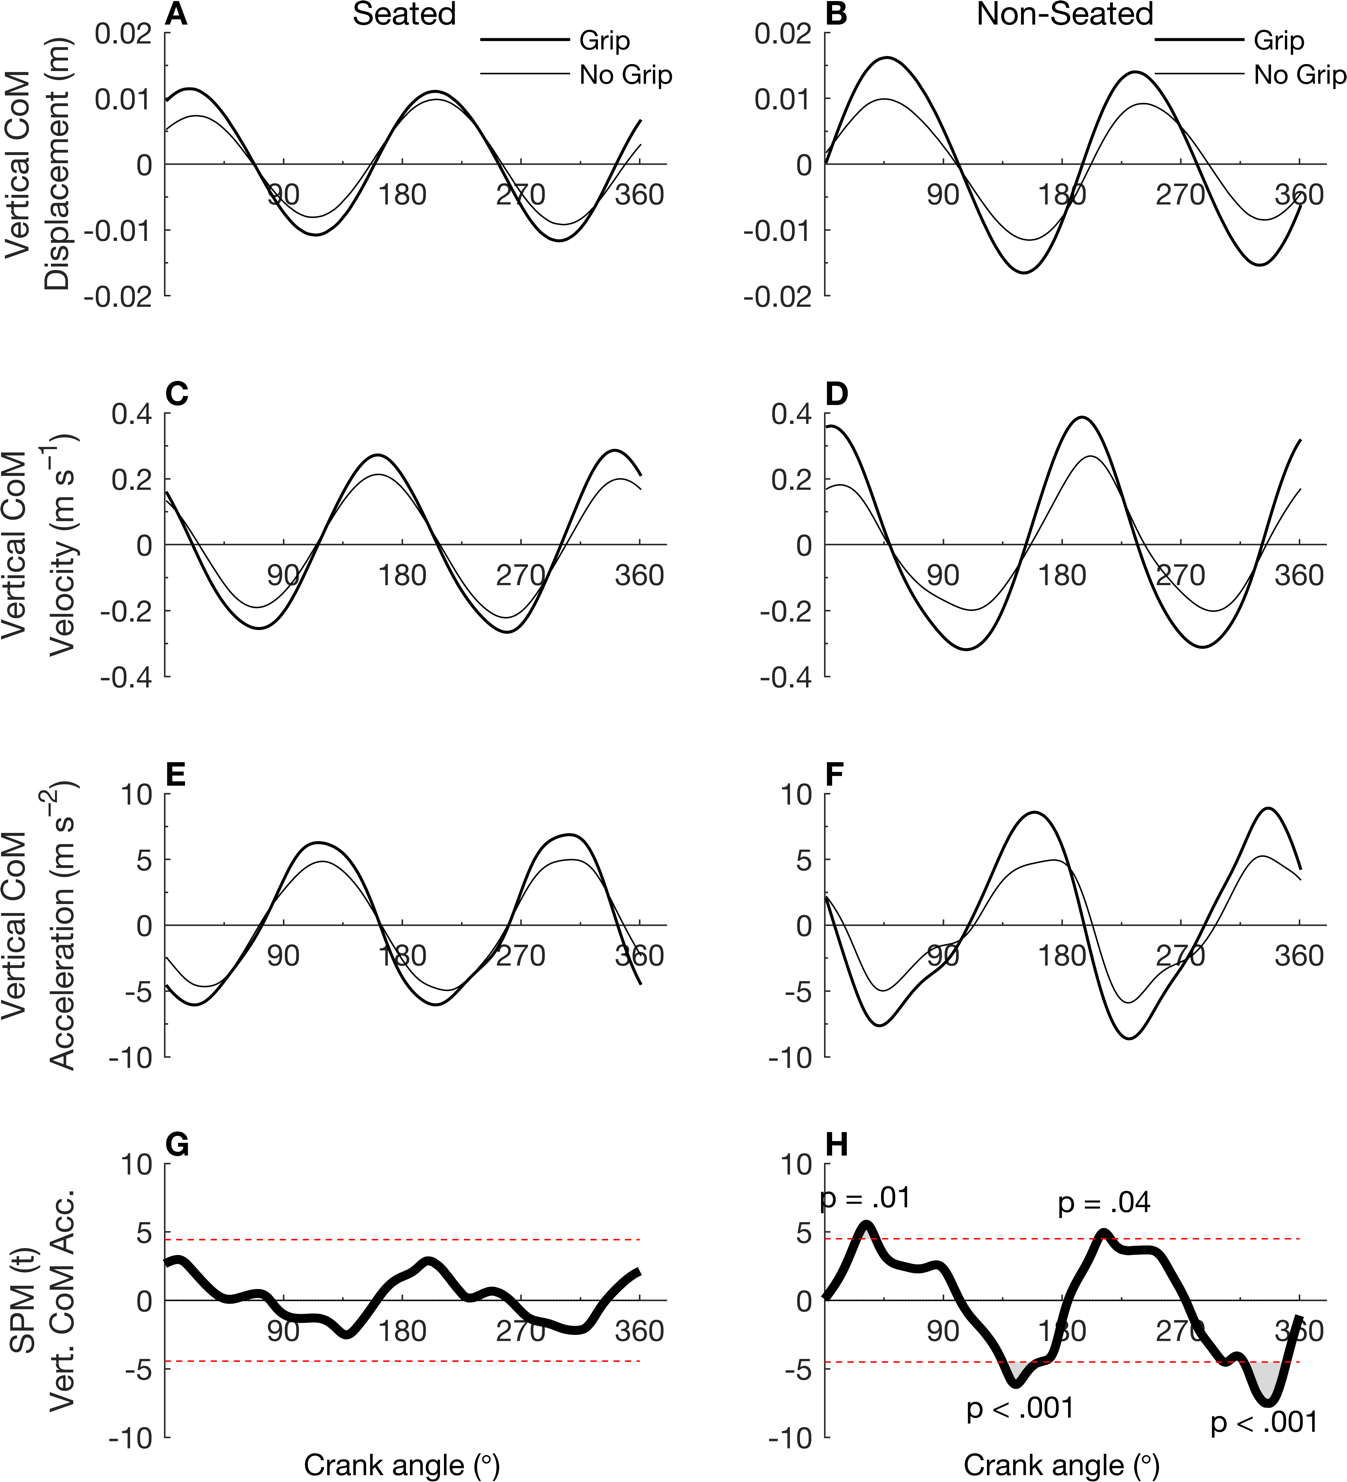 A Seated
0.02
0.01
0
-0.01
-0.02
90 180 270 360
Grip
No Grip
Vertical CoM
Displacement (m)
B Non-Seated
0.02
0.01
0
-0.01
-0.02
90 180 270 360
Grip
No Grip
C
0.4
0.2
0
-0.2
-0.4
90 180 270 360
Vertical CoM
Velocity (m s⁻¹)
D
0.4
0.2
0
-0.2
-0.4
90 180 270 360
E
10
5
0
-5
-10
90 180 270 360
Vertical CoM
Acceleration (m s⁻²)
F
10
5
0
-5
-10
90 180 270 360
G
10
5
0
-5
-10
90 180 270 360
SPM (t)
Vert. CoM Acc.
Crank angle (°)
H
10
5
0
-5
-10
90 180 270 360
p = .01
p = .04
p < .001
p < .001
Crank angle (°)